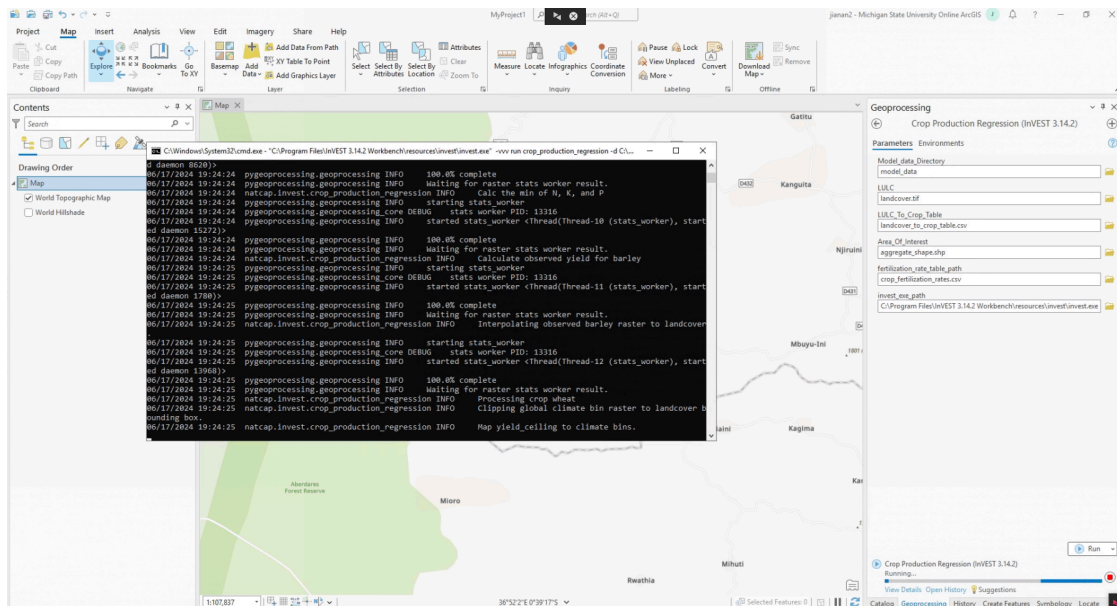 MyProject1
rch (Alt+Q)
jianan2 - Michigan State University Online ArcGIS
J
?
Project Map Insert Analysis View Edit Imagery Share Help
Cut
Copy
Copy Path
Paste
Clipboard
Explore
Bookmarks
Go To XY
Navigate
Basemap
Add Data
Add Data From Path
XY Table To Point
Add Graphics Layer
Layer
Select
Select By Attributes
Select By Location
Attributes
Clear
Zoom To
Selection
Measure
Locate
Infographics
Coordinate Conversion
Inquiry
Pause
Lock
View Unplaced
More
Convert
Labeling
Download Map
Sync
Remove
Offline
Contents
Search
Drawing Order
Map
World Topographic Map
World Hillshade
Map
Gatitu
D432
Kanguita
Njiruini
D431
Mbuyu-Ini
Kagima
iaini
Aberdares
Forest Reserve
Mioro
Mihuti
Rwathia
C:\Windows\System32\cmd.exe - "C:\Program Files\InVEST 3.14.2 Workbench\resources\invest\invest.exe" -vvv run crop_production_regression -d C:\...
d daemon 8620)>
06/17/2024 19:24:24 pygeoprocessing.geoprocessing INFO 100.0% complete
06/17/2024 19:24:24 pygeoprocessing.geoprocessing INFO Waiting for raster stats worker result.
06/17/2024 19:24:24 natcap.invest.crop_production_regression INFO Calc the min of N, K, and P
06/17/2024 19:24:24 pygeoprocessing.geoprocessing INFO starting stats_worker
06/17/2024 19:24:24 pygeoprocessing.geoprocessing_core DEBUG stats worker PID: 13316
06/17/2024 19:24:24 pygeoprocessing.geoprocessing INFO started stats_worker <Thread(Thread-10 (stats_worker), start
ed daemon 15272)>
06/17/2024 19:24:24 pygeoprocessing.geoprocessing INFO 100.0% complete
06/17/2024 19:24:24 pygeoprocessing.geoprocessing INFO Waiting for raster stats worker result.
06/17/2024 19:24:24 natcap.invest.crop_production_regression INFO Calculate observed yield for barley
06/17/2024 19:24:25 pygeoprocessing.geoprocessing INFO starting stats_worker
06/17/2024 19:24:25 pygeoprocessing.geoprocessing_core DEBUG stats worker PID: 13316
06/17/2024 19:24:25 pygeoprocessing.geoprocessing INFO started stats_worker <Thread(Thread-11 (stats_worker), start
ed daemon 1780)>
06/17/2024 19:24:25 pygeoprocessing.geoprocessing INFO 100.0% complete
06/17/2024 19:24:25 pygeoprocessing.geoprocessing INFO Waiting for raster stats worker result.
06/17/2024 19:24:25 natcap.invest.crop_production_regression INFO Interpolating observed barley raster to landcover
.
06/17/2024 19:24:25 pygeoprocessing.geoprocessing INFO starting stats_worker
06/17/2024 19:24:25 pygeoprocessing.geoprocessing_core DEBUG stats worker PID: 13316
06/17/2024 19:24:25 pygeoprocessing.geoprocessing INFO started stats_worker <Thread(Thread-12 (stats_worker), start
ed daemon 13968)>
06/17/2024 19:24:25 pygeoprocessing.geoprocessing INFO 100.0% complete
06/17/2024 19:24:25 pygeoprocessing.geoprocessing INFO Waiting for raster stats worker result.
06/17/2024 19:24:25 natcap.invest.crop_production_regression INFO Processing crop wheat
06/17/2024 19:24:25 natcap.invest.crop_production_regression INFO Clipping global climate bin raster to landcover b
ounding box.
06/17/2024 19:24:25 natcap.invest.crop_production_regression INFO Map yield_ceiling to climate bins.
1:107,837
36°52'2"E 0°39'17"S
Selected Features: 0
Geoprocessing
Crop Production Regression (InVEST 3.14.2)
Parameters Environments
Model_data_Directory
model_data
LULC
landcover.tif
LULC_To_Crop_Table
landcover_to_crop_table.csv
Area_Of_Interest
aggregate_shape.shp
fertilization_rate_table_path
crop_fertilization_rates.csv
invest_exe_path
C:\Program Files\InVEST 3.14.2 Workbench\resources\invest\invest.exe
Run
Crop Production Regression (InVEST 3.14.2)
Running...
View Details Open History Suggestions
Catalog Geoprocessing History Create Features Symbology Locate